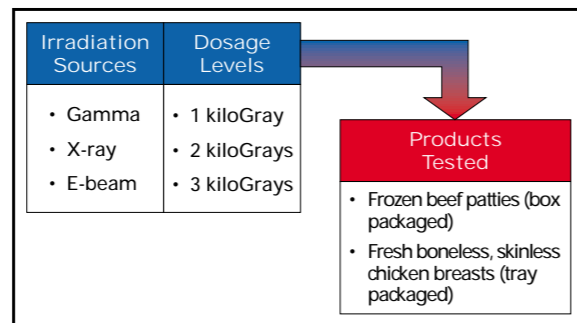 Irradiation
Sources
Dosage
Levels
• Gamma
• X-ray
• E-beam
• 1 kiloGray
• 2 kiloGrays
• 3 kiloGrays
Products
Tested
• Frozen beef patties (box
packaged)
• Fresh boneless, skinless
chicken breasts (tray
packaged)